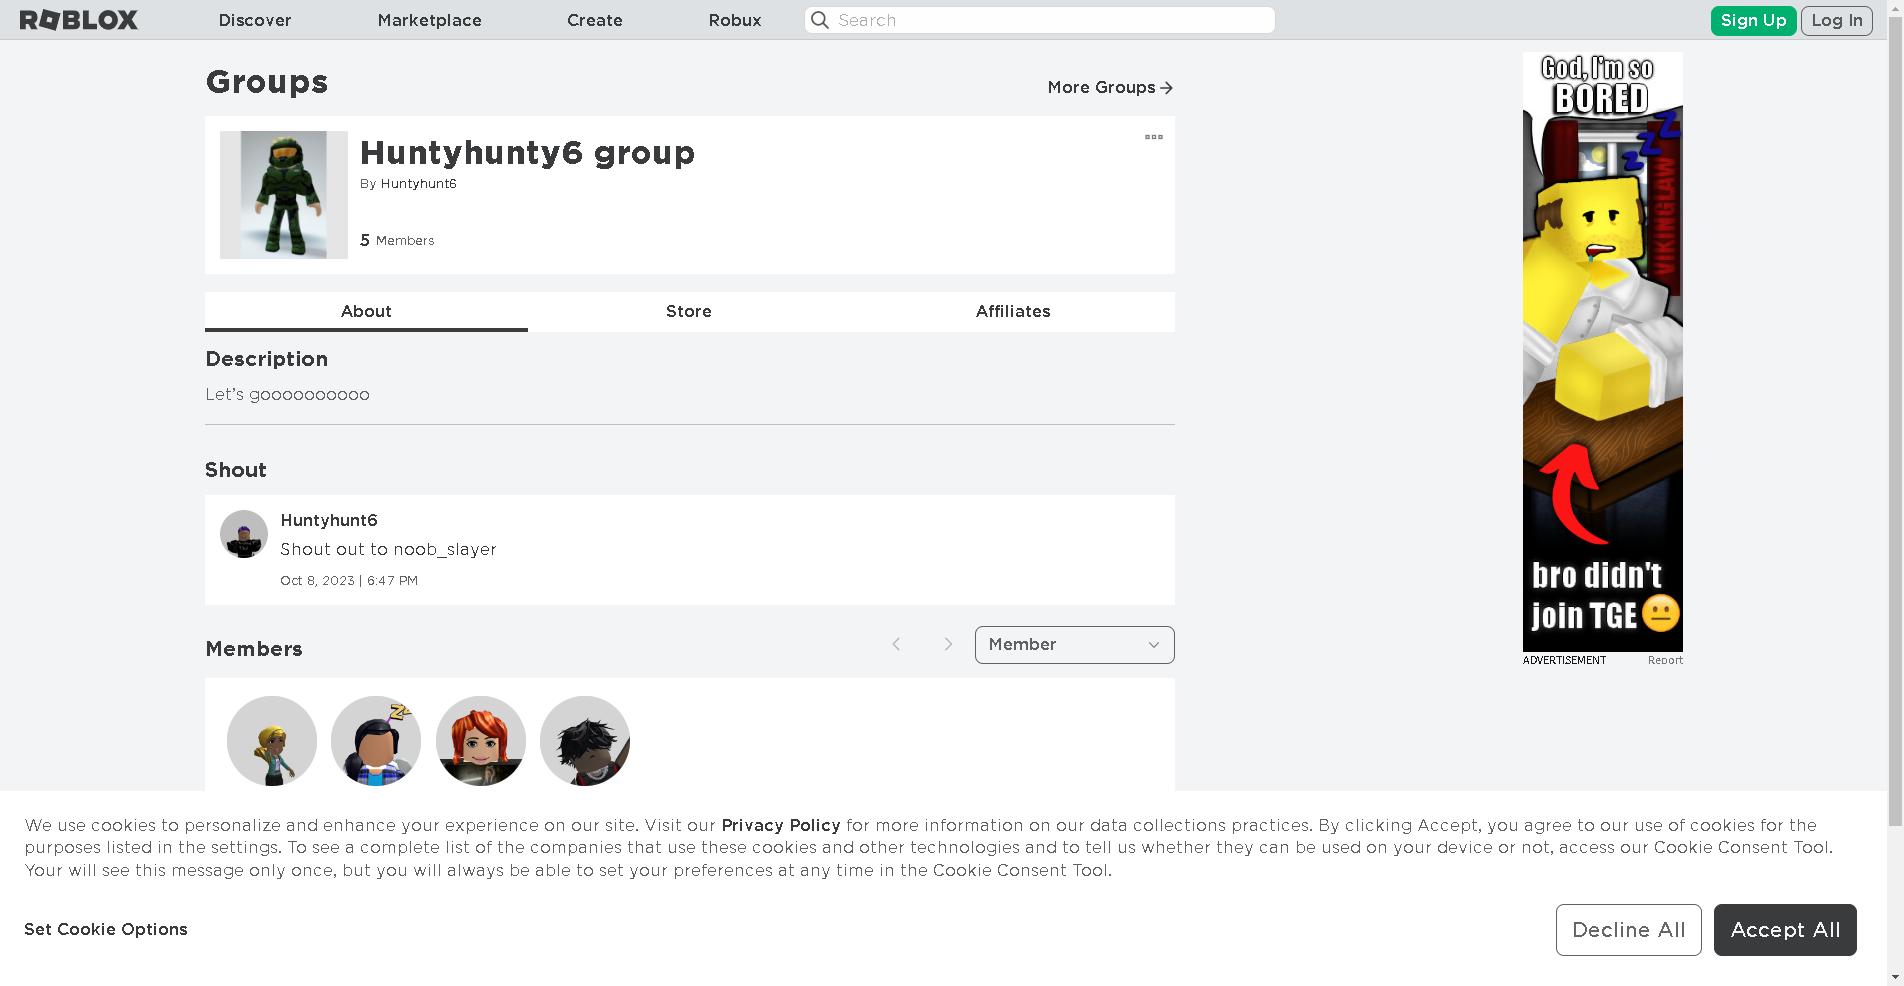 ROBLOX
Discover
Marketplace
Create
Robux
Search
Sign Up
Log In
Groups
More Groups
Huntyhunty6 group
By Huntyhunt6
5 Members
About
Store
Affiliates
Description
Let's goooooooooo
Shout
Huntyhunt6
Shout out to noob_slayer
Oct 8, 2023 | 6:47 PM
Members
Member
God, I'm so
BORED
zzz
VIKINGLAW
bro didn't
join TGE
ADVERTISEMENT
Report
We use cookies to personalize and enhance your experience on our site. Visit our Privacy Policy for more information on our data collections practices. By clicking Accept, you agree to our use of cookies for the
purposes listed in the settings. To see a complete list of the companies that use these cookies and other technologies and to tell us whether they can be used on your device or not, access our Cookie Consent Tool.
Your will see this message only once, but you will always be able to set your preferences at any time in the Cookie Consent Tool.
Set Cookie Options
Decline All
Accept All